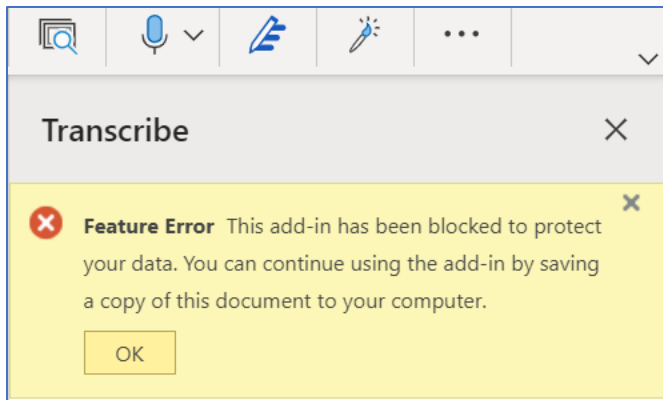 Transcribe
Feature Error This add-in has been blocked to protect
your data. You can continue using the add-in by saving
a copy of this document to your computer.
OK